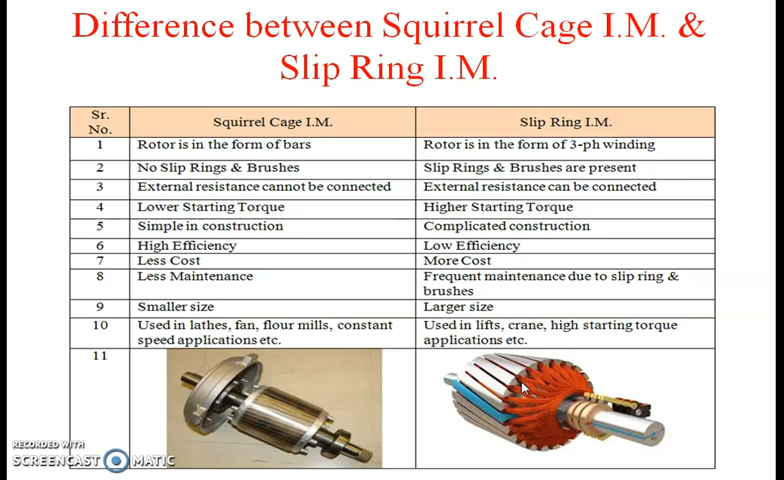 Difference between Squirrel Cage I.M. &
Slip Ring I.M.
Sr. No. Squirrel Cage I.M. Slip Ring I.M.
1 Rotor is in the form of bars Rotor is in the form of 3-ph winding
2 No Slip Rings & Brushes Slip Rings & Brushes are present
3 External resistance cannot be connected External resistance can be connected
4 Lower Starting Torque Higher Starting Torque
5 Simple in construction Complicated construction
6 High Efficiency Low Efficiency
7 Less Cost More Cost
8 Less Maintenance Frequent maintenance due to slip ring &
brushes
9 Smaller size Larger size
10 Used in lathes, fan, flour mills, constant Used in lifts, crane, high starting torque
speed applications etc. applications etc.
11
RECORDED WITH
SCREENCAST MATIC